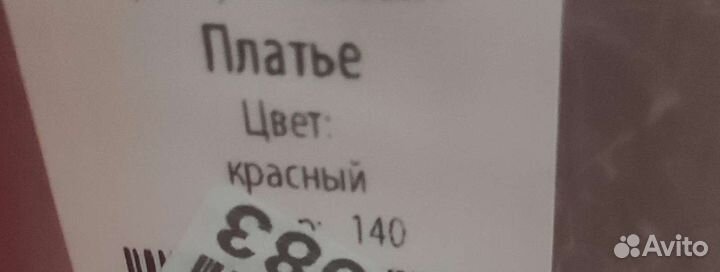 Платье
Цвет:
красный
140
Avito